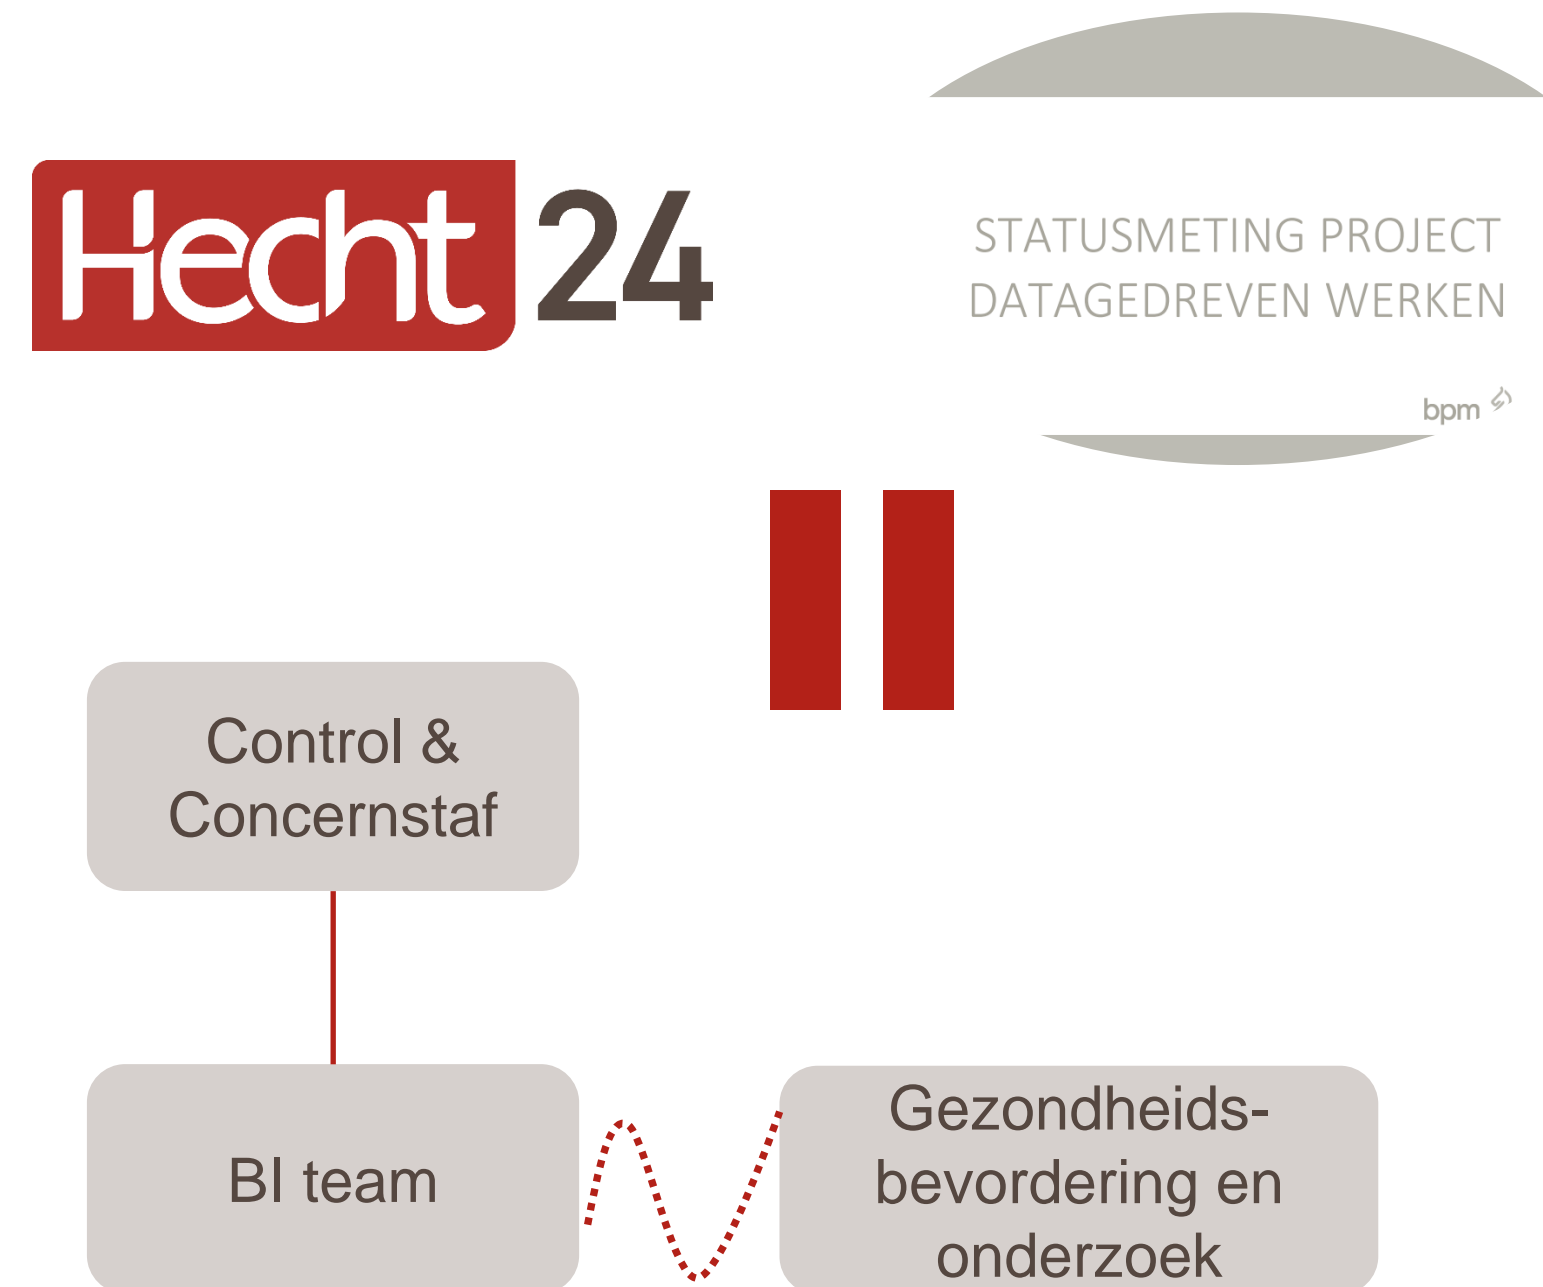 Hecht 24
STATUSMETING PROJECT
DATAGEDREVEN WERKEN
bpm
Control &
Concernstaf
BI team
Gezondheids-
bevordering en
onderzoek